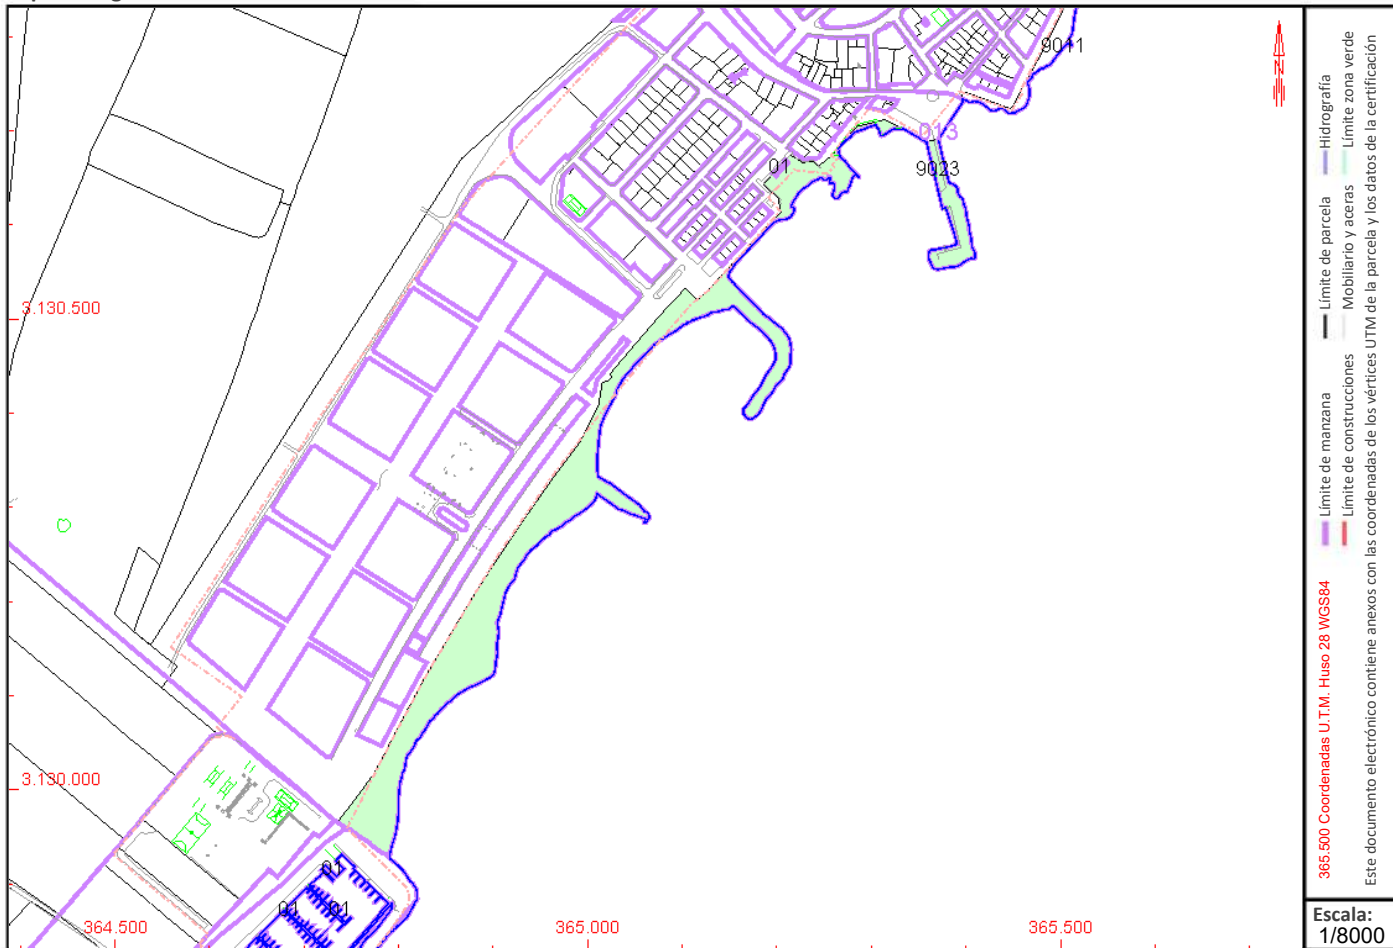 9011
013
01
9023
3.130.500
3.130.000
01
01
01
364.500
365.000
365.500
N
Hidrografía
Límite zona verde
Límite de parcela
Mobiliario y aceras
Límite de manzana
Límite de construcciones
365.500 Coordenadas U.T.M. Huso 28 WGS84
Este documento electrónico contiene anexos con las coordenadas de los vértices UTM de la parcela y los datos de la certificación
Escala:
1/8000